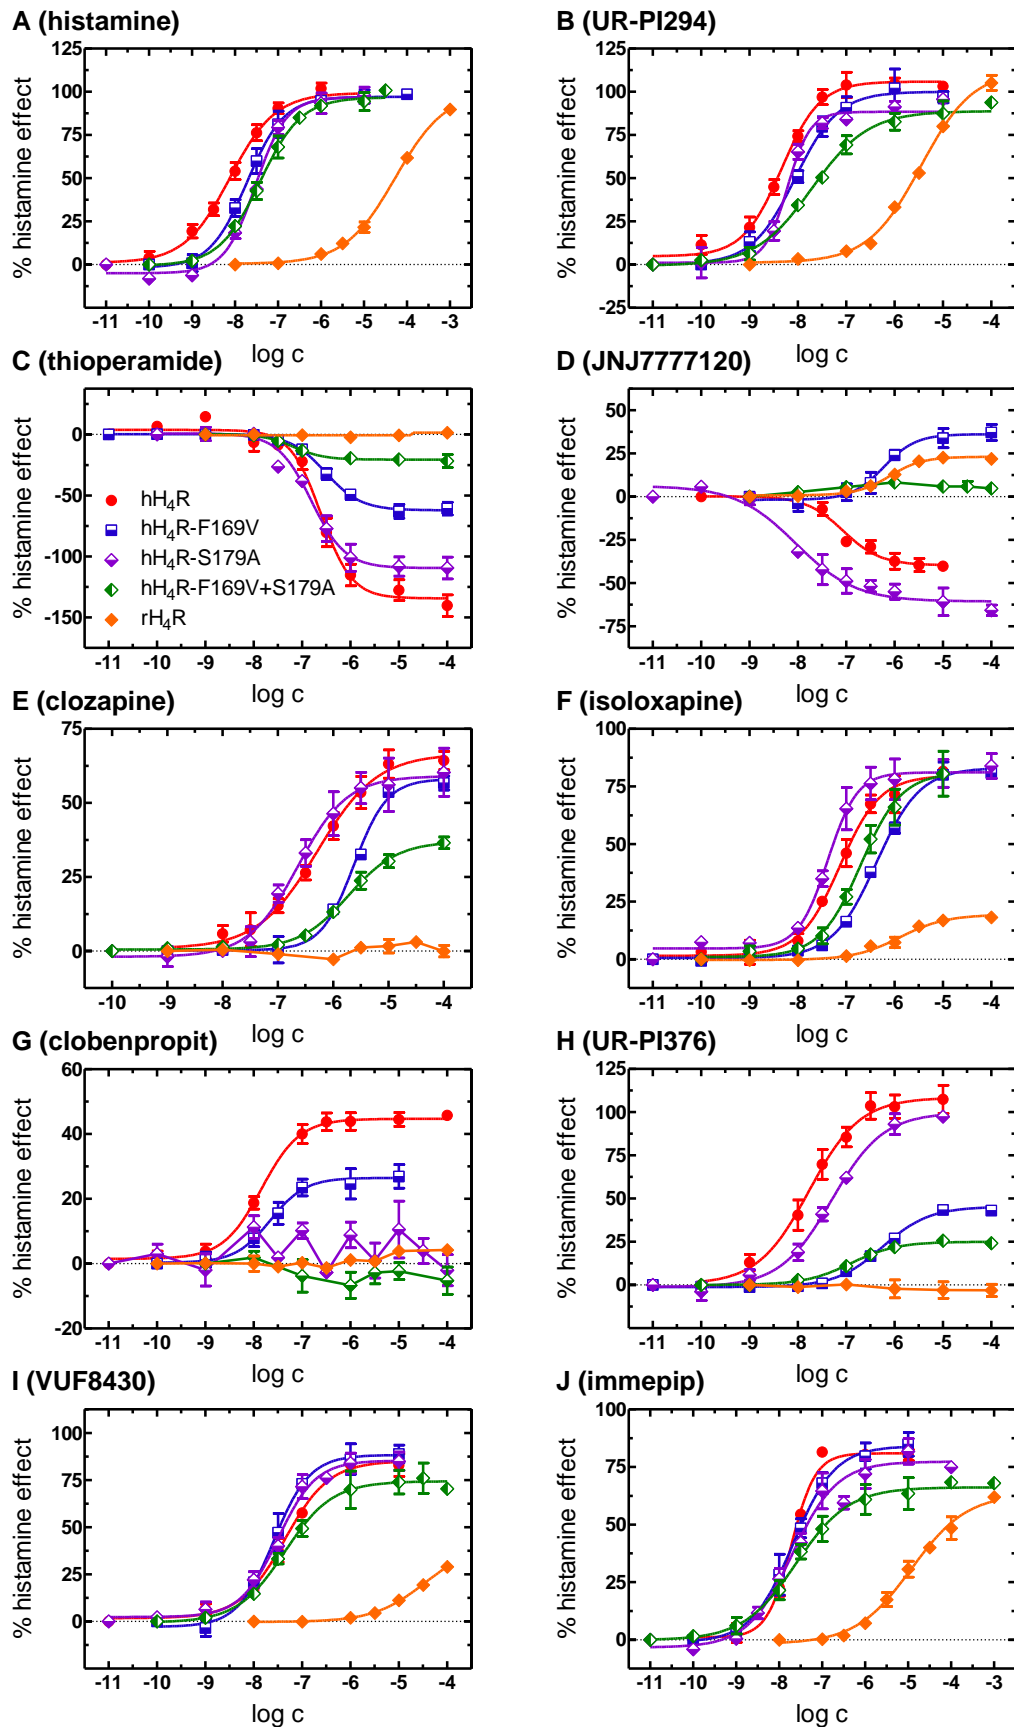 A (histamine)
% histamine effect
125
100
75
50
25
0
-25
-11 -10 -9 -8 -7 -6 -5 -4 -3
log c
B (UR-PI294)
% histamine effect
125
100
75
50
25
0
-25
-11 -10 -9 -8 -7 -6 -5 -4
log c
C (thioperamide)
% histamine effect
0
-50
-100
-150
hH4R
hH4R-F169V
hH4R-S179A
hH4R-F169V+S179A
rH4R
-11 -10 -9 -8 -7 -6 -5 -4
log c
D (JNJ7777120)
% histamine effect
50
25
0
-25
-50
-75
-11 -10 -9 -8 -7 -6 -5 -4
log c
E (clozapine)
% histamine effect
75
50
25
0
-10 -9 -8 -7 -6 -5 -4
log c
F (isoloxapine)
% histamine effect
100
75
50
25
0
-11 -10 -9 -8 -7 -6 -5 -4
log c
G (clobenpropit)
% histamine effect
60
40
20
0
-20
-11 -10 -9 -8 -7 -6 -5 -4
log c
H (UR-PI376)
% histamine effect
125
100
75
50
25
0
-25
-11 -10 -9 -8 -7 -6 -5 -4
log c
I (VUF8430)
% histamine effect
100
75
50
25
0
-11 -10 -9 -8 -7 -6 -5 -4
log c
J (immepip)
% histamine effect
100
75
50
25
0
-11 -10 -9 -8 -7 -6 -5 -4 -3
log c